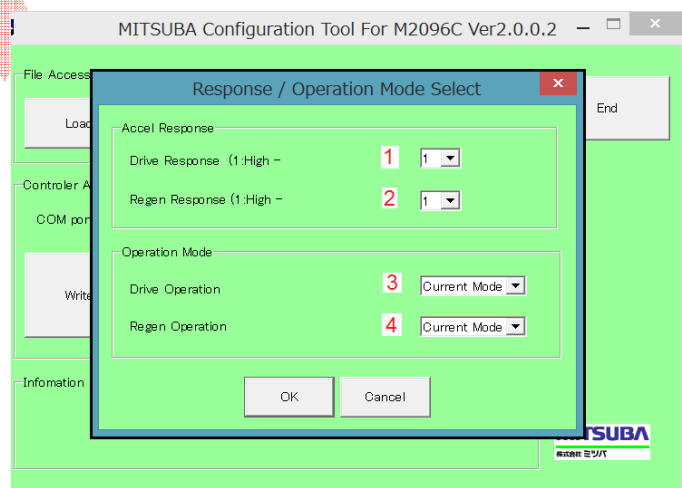 MITSUBA Configuration Tool For M2096C Ver2.0.0.2
File Access
Response / Operation Mode Select
End
Load
Accel Response
Drive Response (1:High -
1
1
Regen Response (1:High -
2
1
Controler A
COM por
Operation Mode
Drive Operation
3
Current Mode
Write
Regen Operation
4
Current Mode
Infomation
OK
Cancel
TSUBA
株式会社 ミツバ